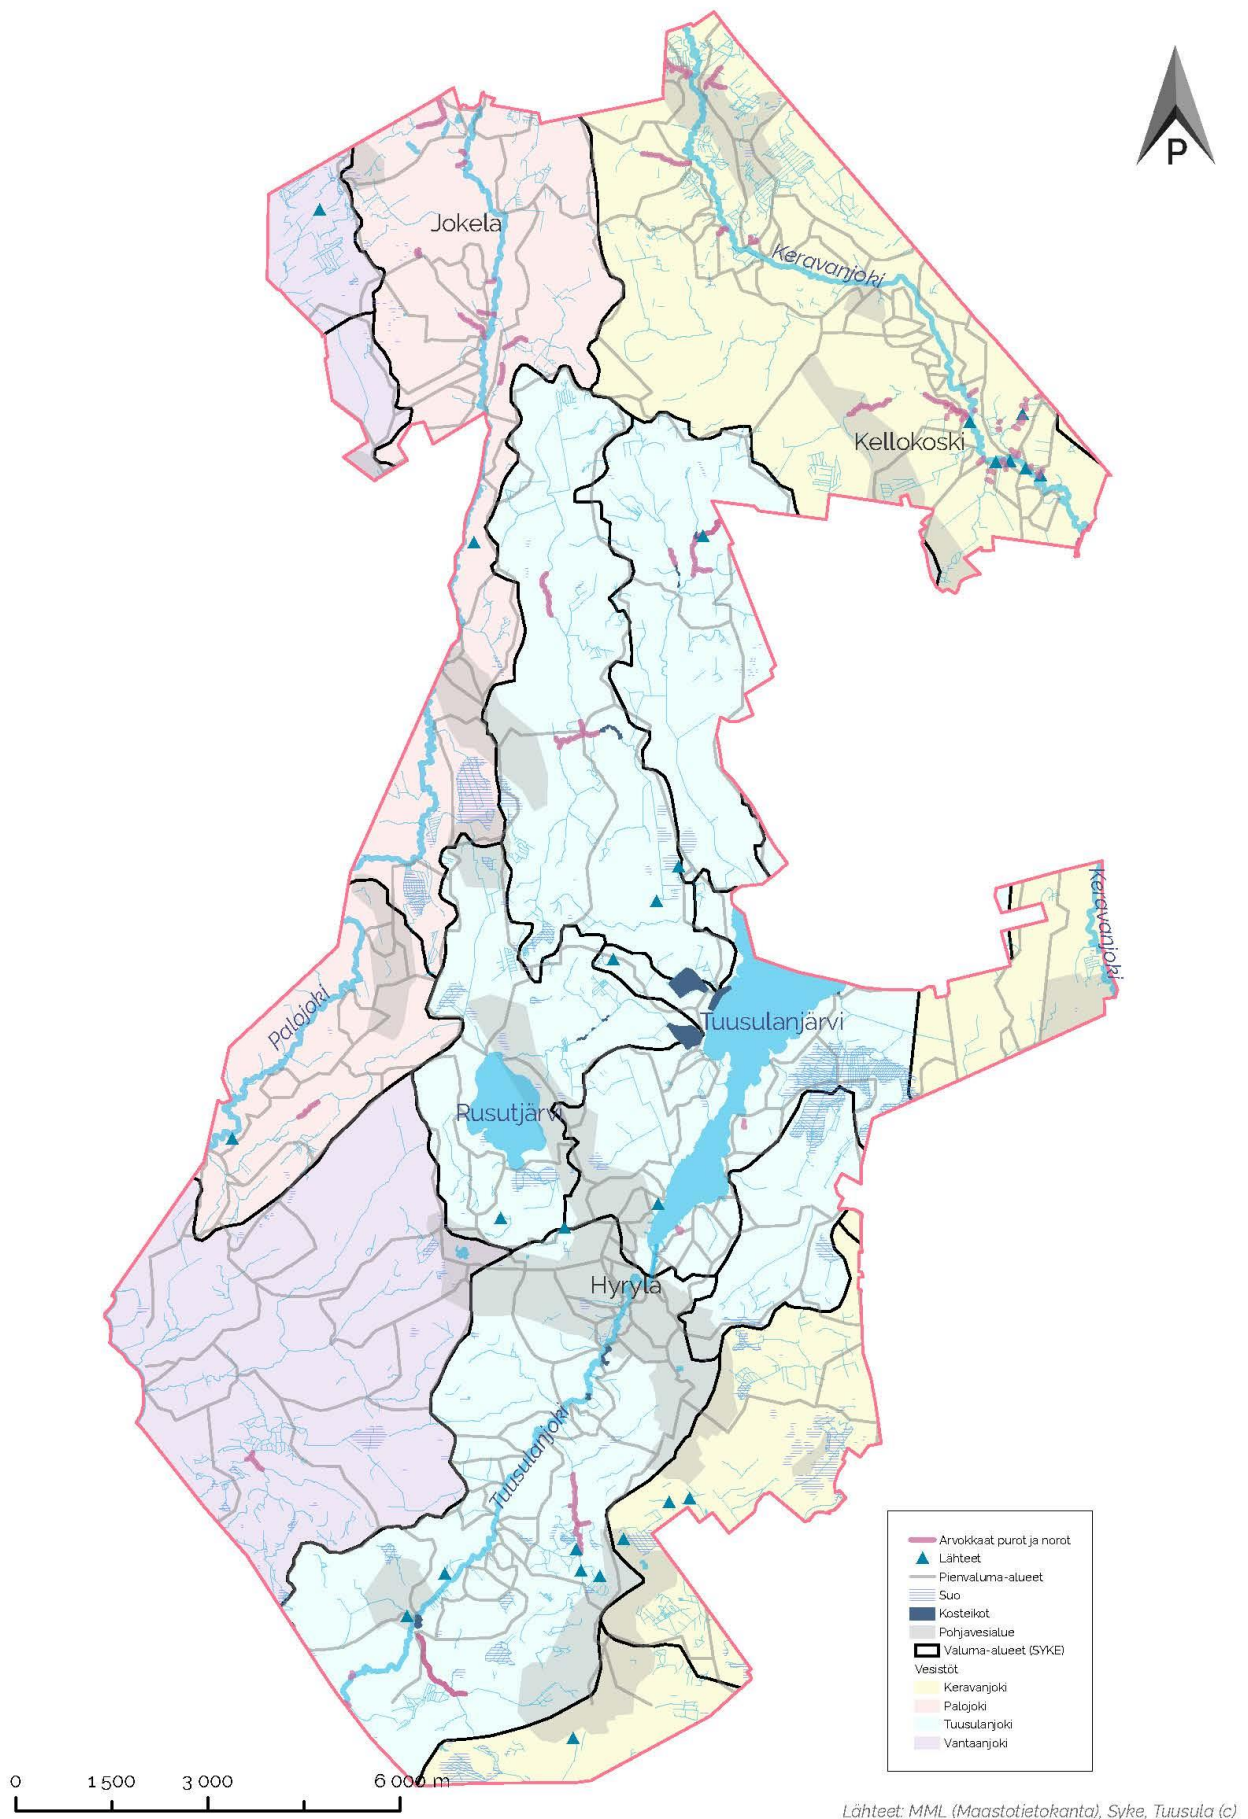 P
Jokela
Keravanjoki
Kellokoski
Keravanjoki
Palojoki
Tuusulanjärvi
Rusutjärvi
Hyrylä
Tuusulanjoki
Arvokkaat purot ja norot
Lähteet
Pienvaluma-alueet
Suo
Kosteikot
Pohjavesialue
Valuma-alueet (SYKE)
Vesistöt
Keravanjoki
Palojoki
Tuusulanjoki
Vantaanjoki
0 1 500 3 000 6 000 m
Lähteet: MML (Maastotietokanta), Syke, Tuusula (c)